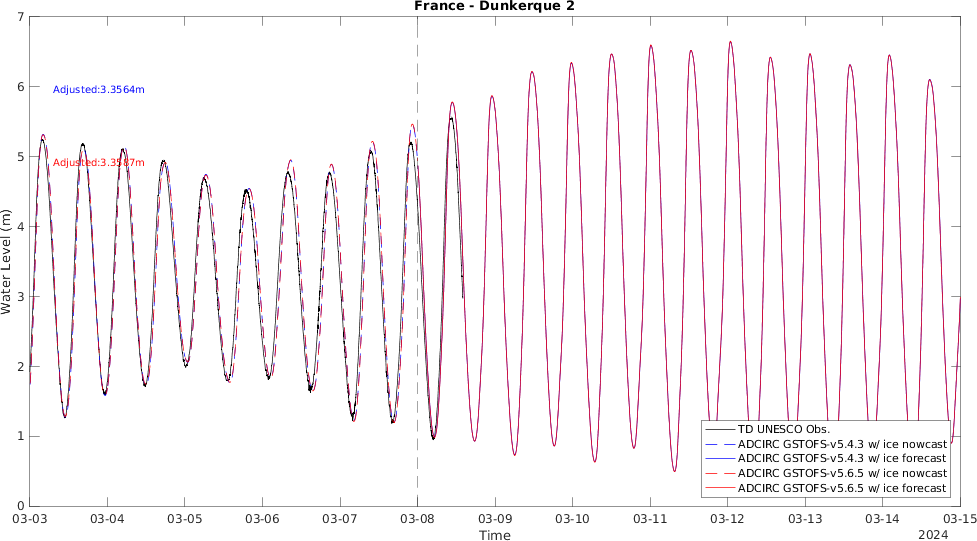 France - Dunkerque 2
7
6
5
4
3
2
1
0
Water Level (m)
Adjusted:3.3564m
Adjusted:3.3587m
TD UNESCO Obs.
ADCIRC GSTOFS-v5.4.3 w/ ice nowcast
ADCIRC GSTOFS-v5.4.3 w/ ice forecast
ADCIRC GSTOFS-v5.6.5 w/ ice nowcast
ADCIRC GSTOFS-v5.6.5 w/ ice forecast
03-03 03-04 03-05 03-06 03-07 03-08 03-09 03-10 03-11 03-12 03-13 03-14 03-15
Time
2024